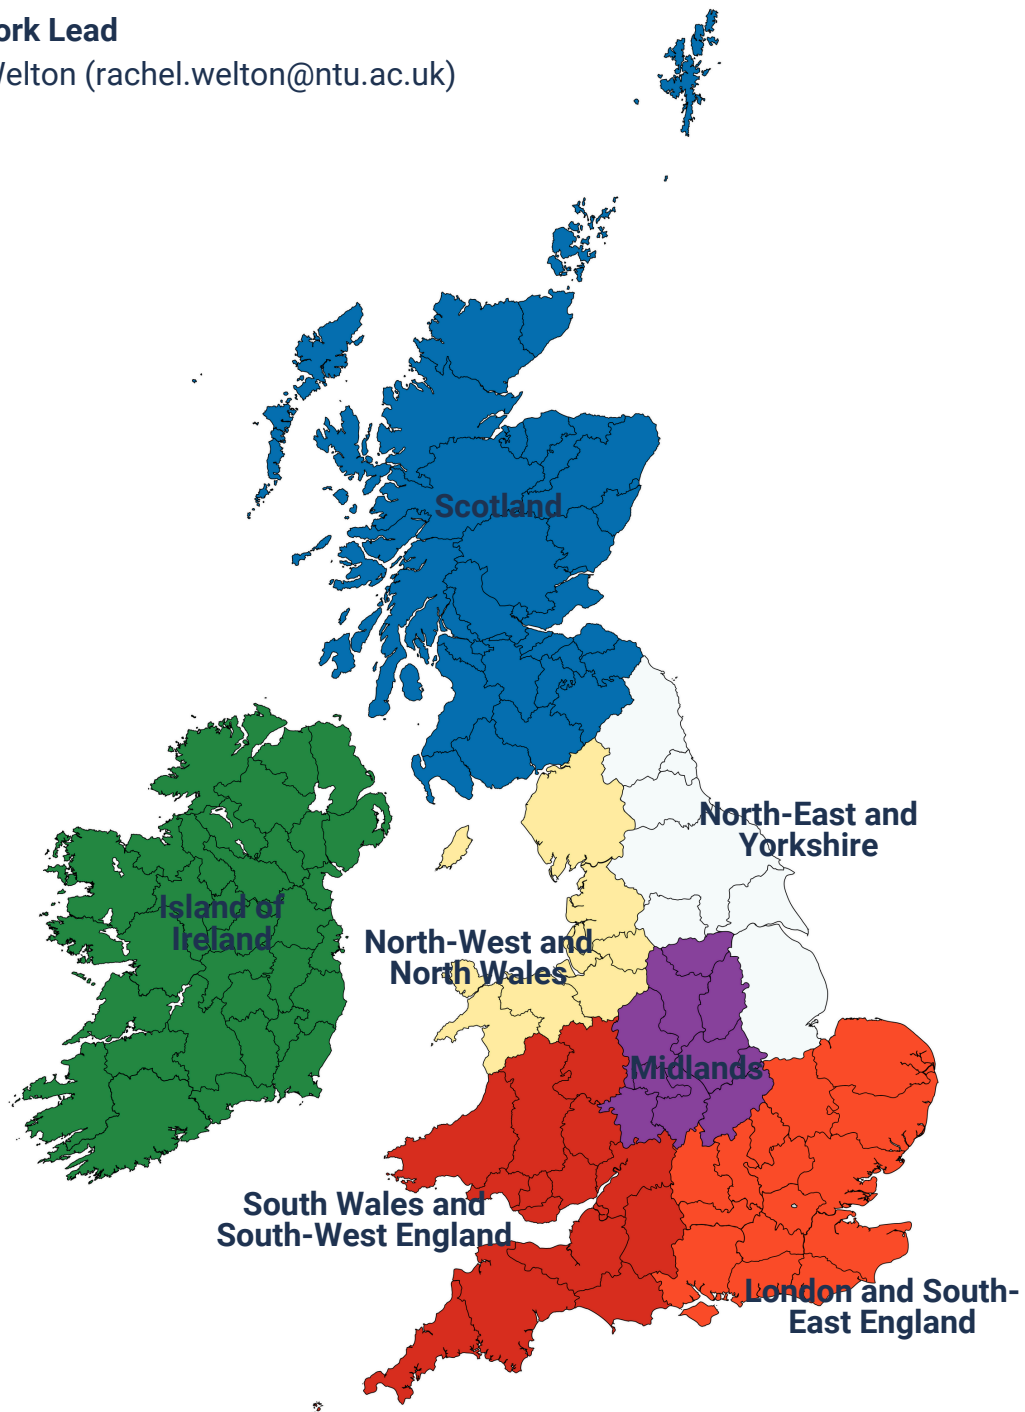 ork Lead
Welton (rachel.welton@ntu.ac.uk)
Scotland
North-East and
Yorkshire
Island of
Ireland
North-West and
North Wales
Midlands
South Wales and
South-West England
London and South-
East England